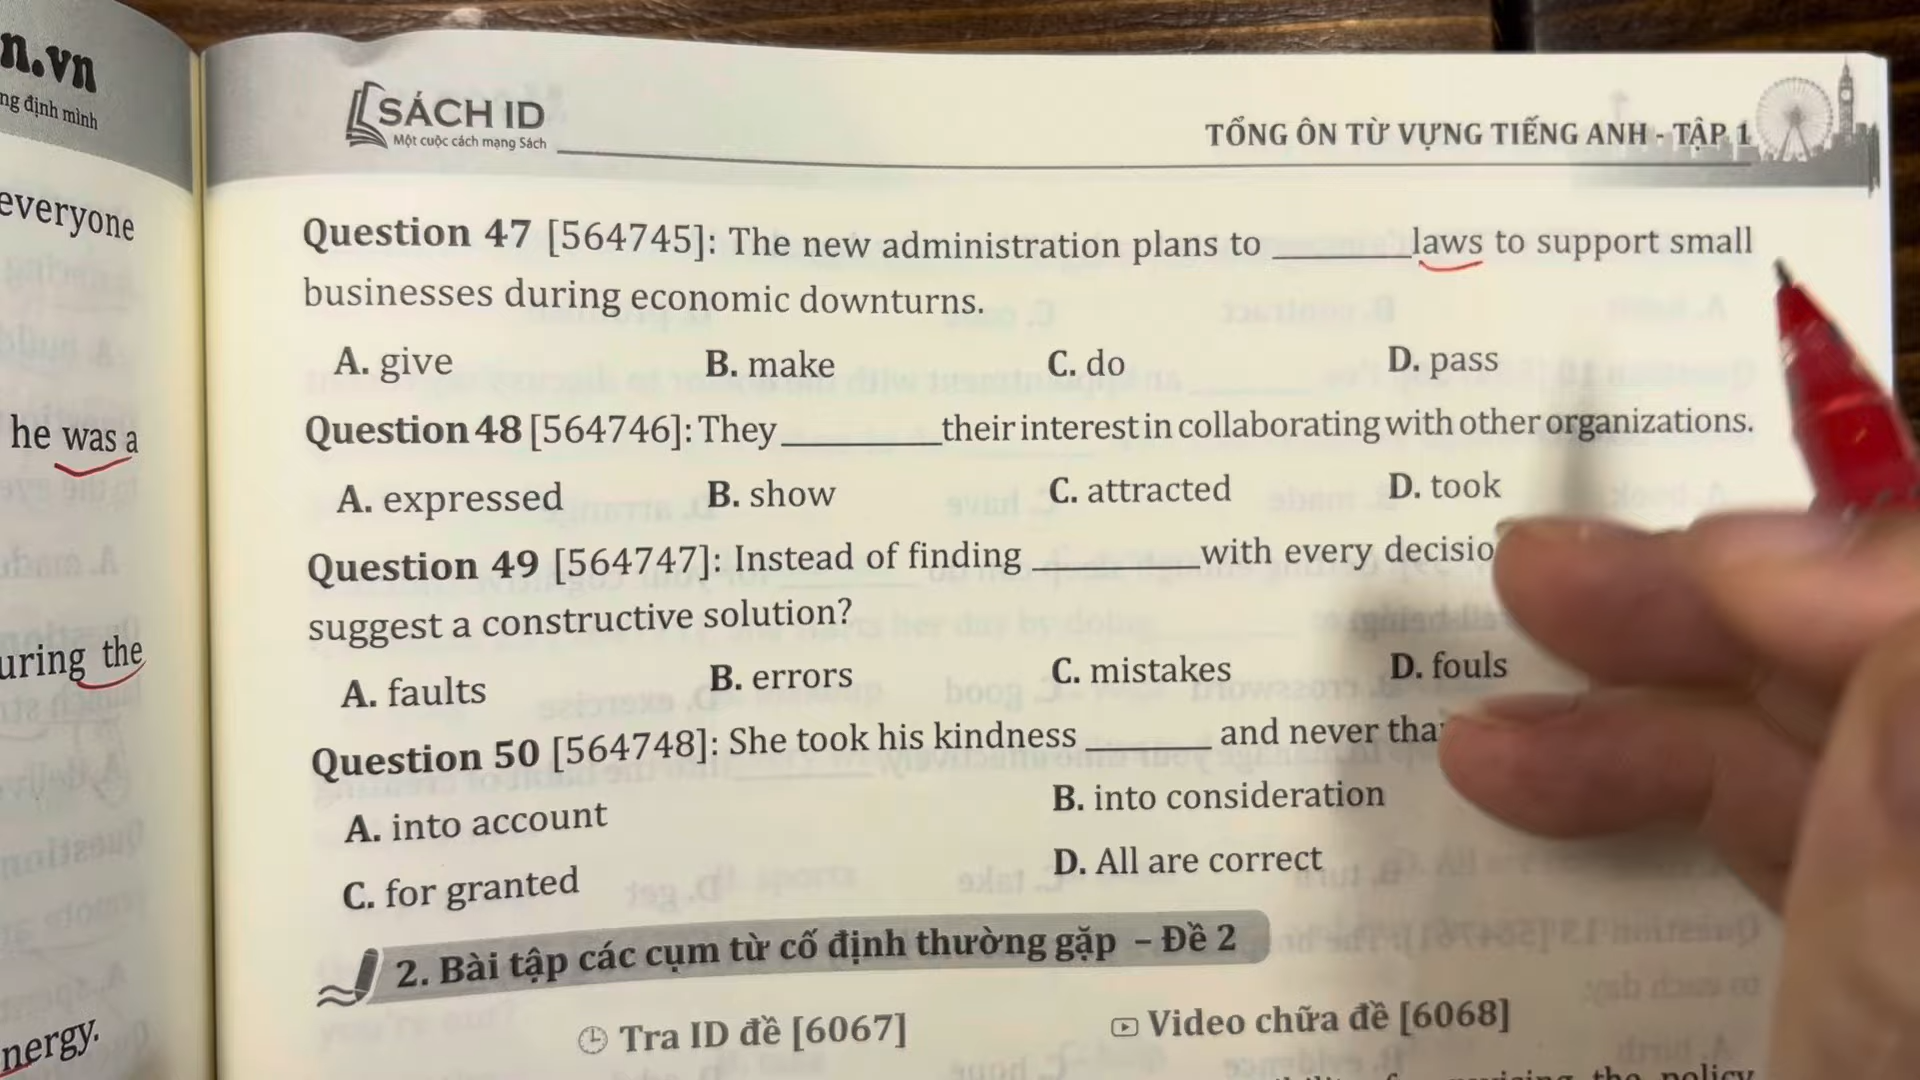 n.vn
ng định mình
everyone
he was a
uring the
nergy.
SÁCH ID
Một cuộc cách mạng Sách
TỔNG ÔN TỪ VỰNG TIẾNG ANH - TẬP 1
Question 47 [564745]: The new administration plans to ________ laws to support small
businesses during economic downturns.
A. give B. make C. do D. pass
Question 48 [564746]: They ________ their interest in collaborating with other organizations.
A. expressed B. show C. attracted D. took
Question 49 [564747]: Instead of finding ________ with every decisio
suggest a constructive solution?
A. faults B. errors C. mistakes D. fouls
Question 50 [564748]: She took his kindness ________ and never tha
A. into account B. into consideration
C. for granted D. All are correct
2. Bài tập các cụm từ cố định thường gặp – Đề 2
Tra ID đề [6067] Video chữa đề [6068]
the policy